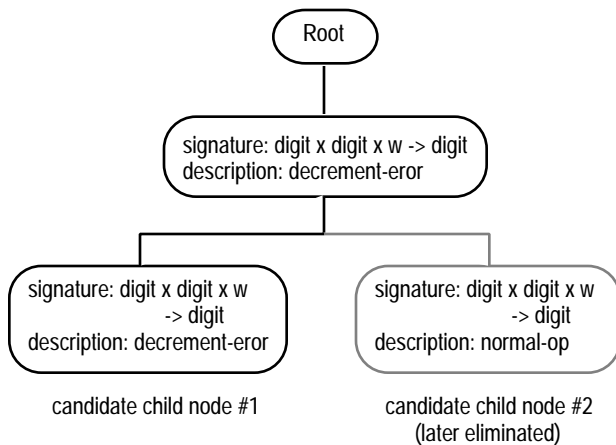 Root
signature: digit x digit x w -> digit
description: decrement-eror
signature: digit x digit x w
-> digit
description: decrement-eror
signature: digit x digit x w
-> digit
description: normal-op
candidate child node #1
candidate child node #2
(later eliminated)